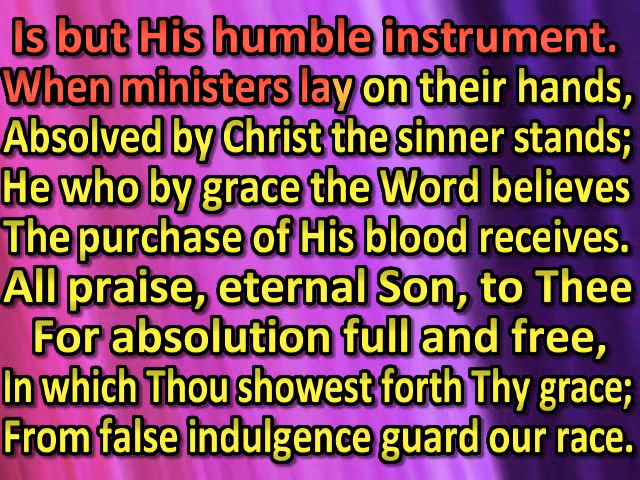 Is but His humble instrument.
When ministers lay on their hands,
Absolved by Christ the sinner stands;
He who by grace the Word believes
The purchase of His blood receives.
All praise, eternal Son, to Thee
For absolution full and free,
In which Thou showest forth Thy grace;
From false indulgence guard our race.